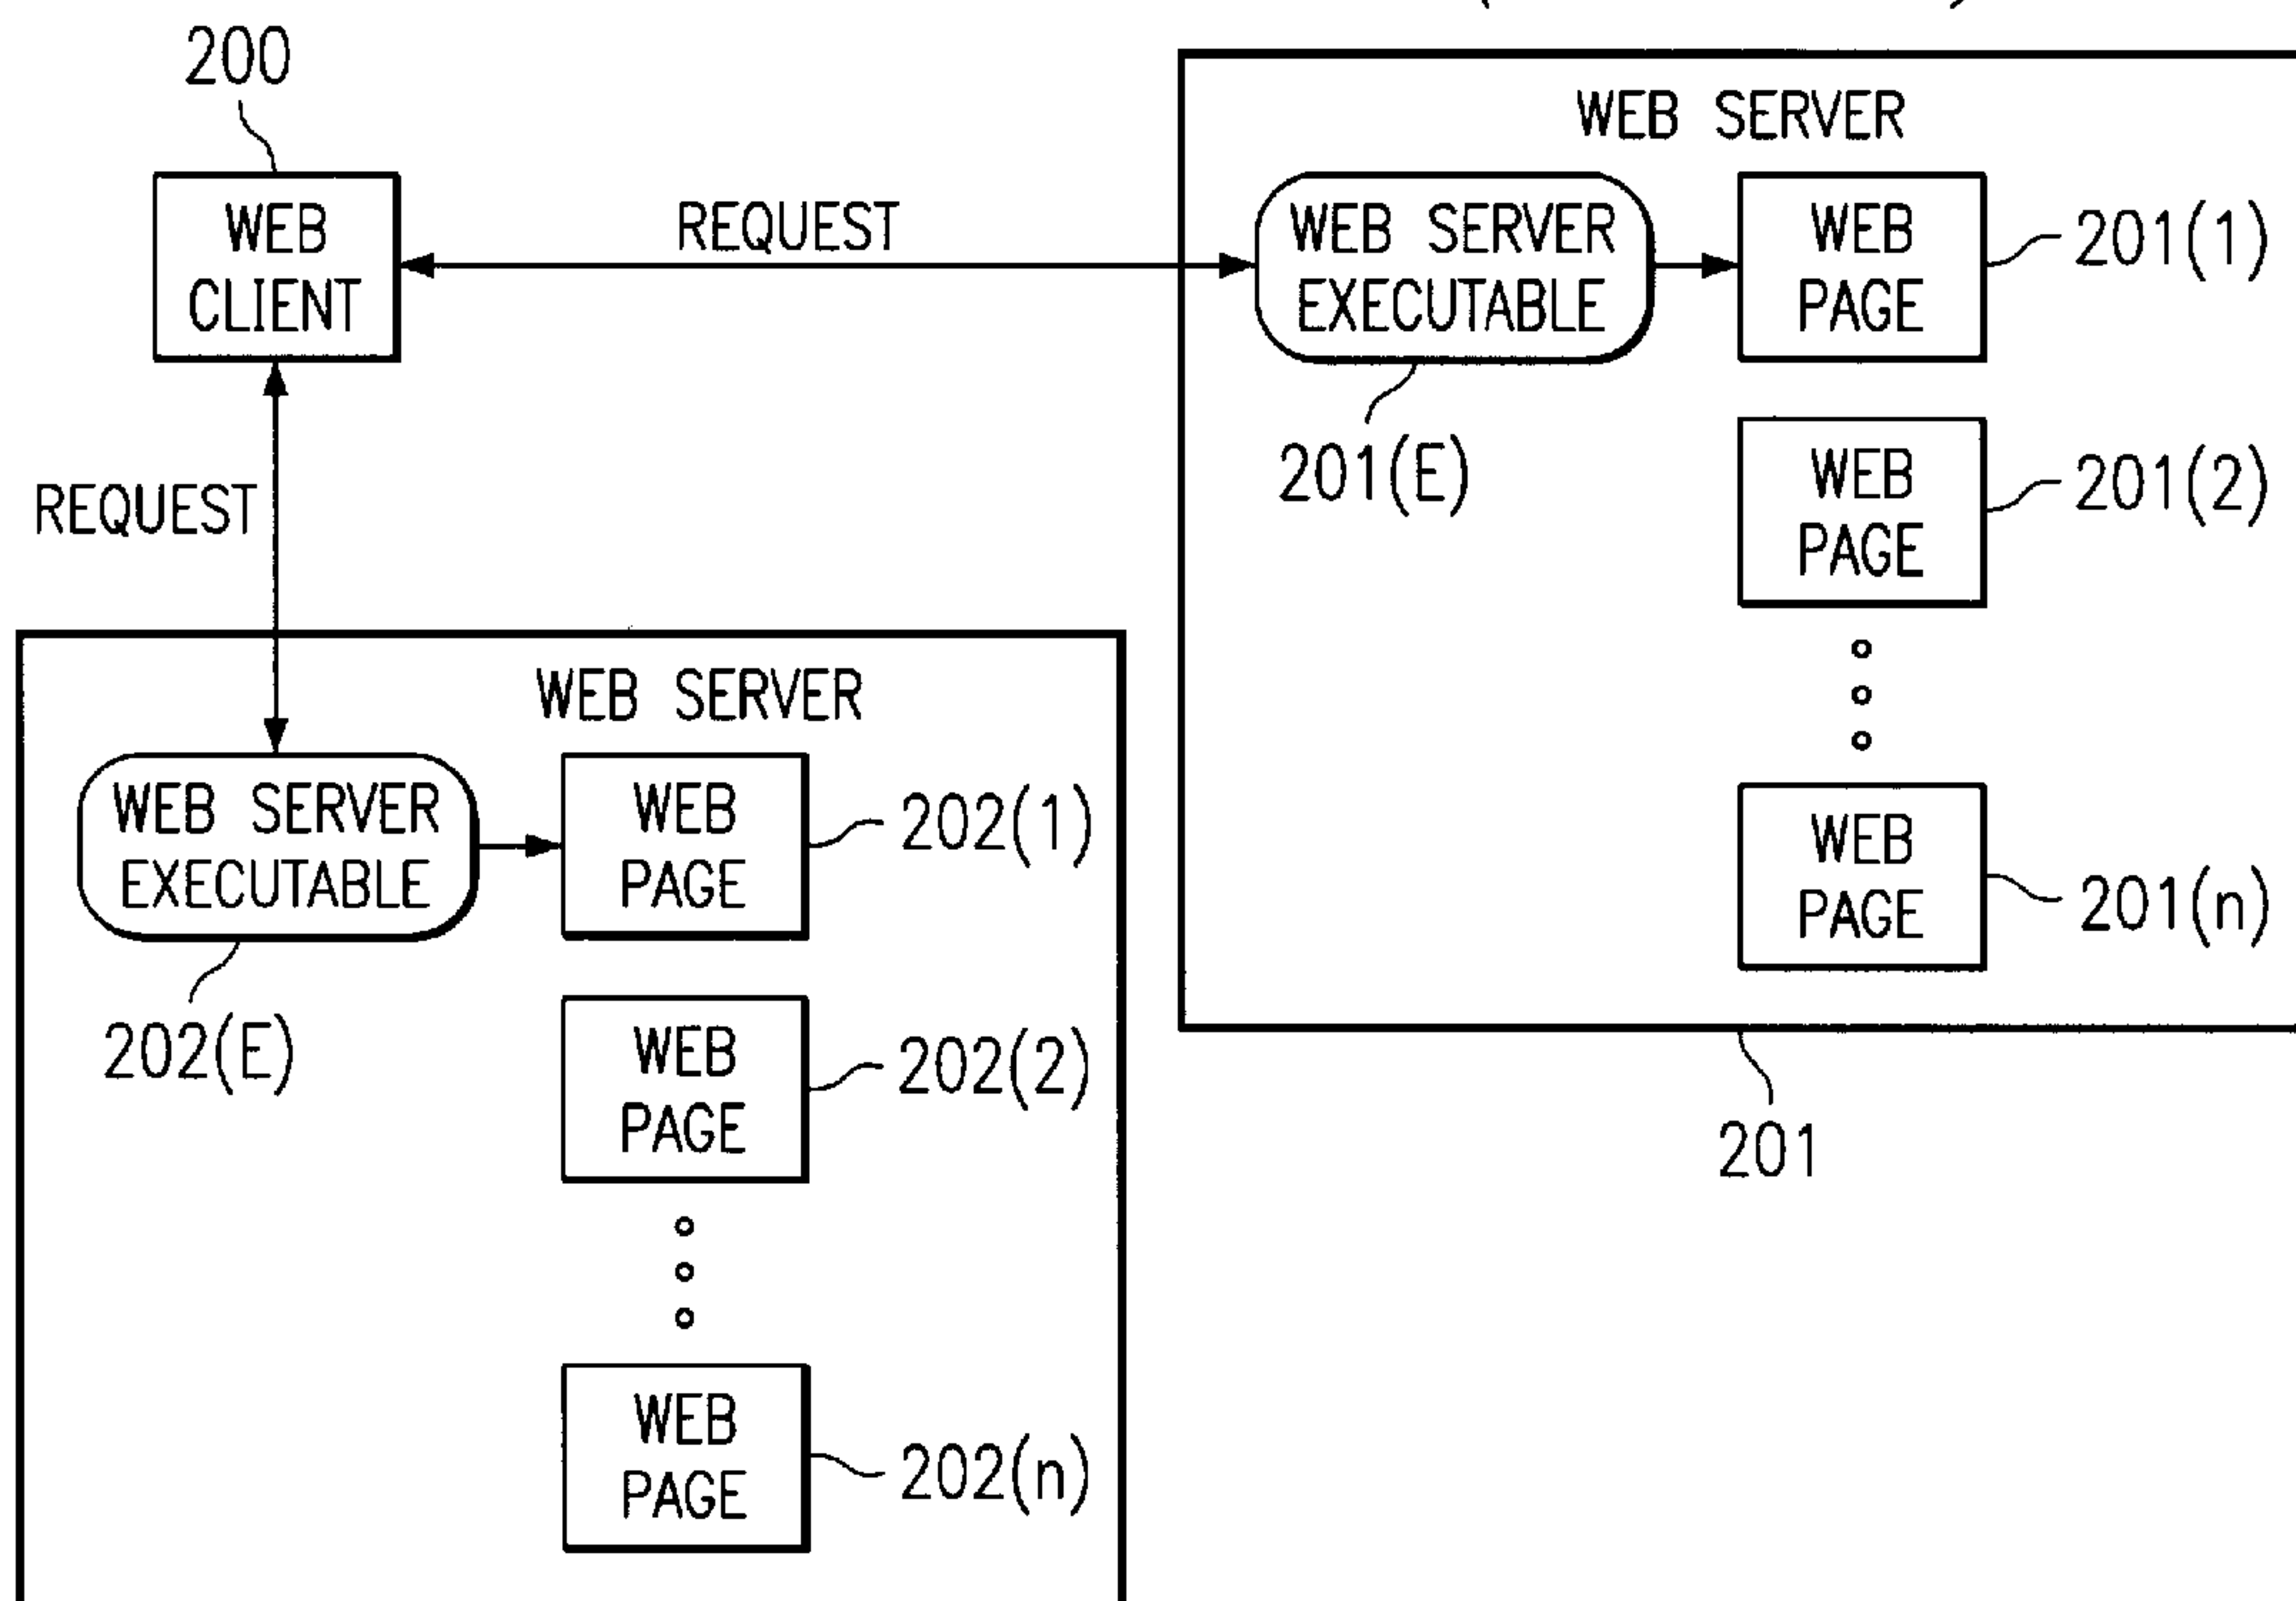 200
WEB SERVER
WEB
CLIENT
REQUEST
WEB SERVER
EXECUTABLE
WEB
PAGE
201(1)
201(E)
WEB
PAGE
201(2)
REQUEST
WEB
PAGE
201(n)
201
WEB SERVER
WEB SERVER
EXECUTABLE
WEB
PAGE
202(1)
202(E)
WEB
PAGE
202(2)
WEB
PAGE
202(n)